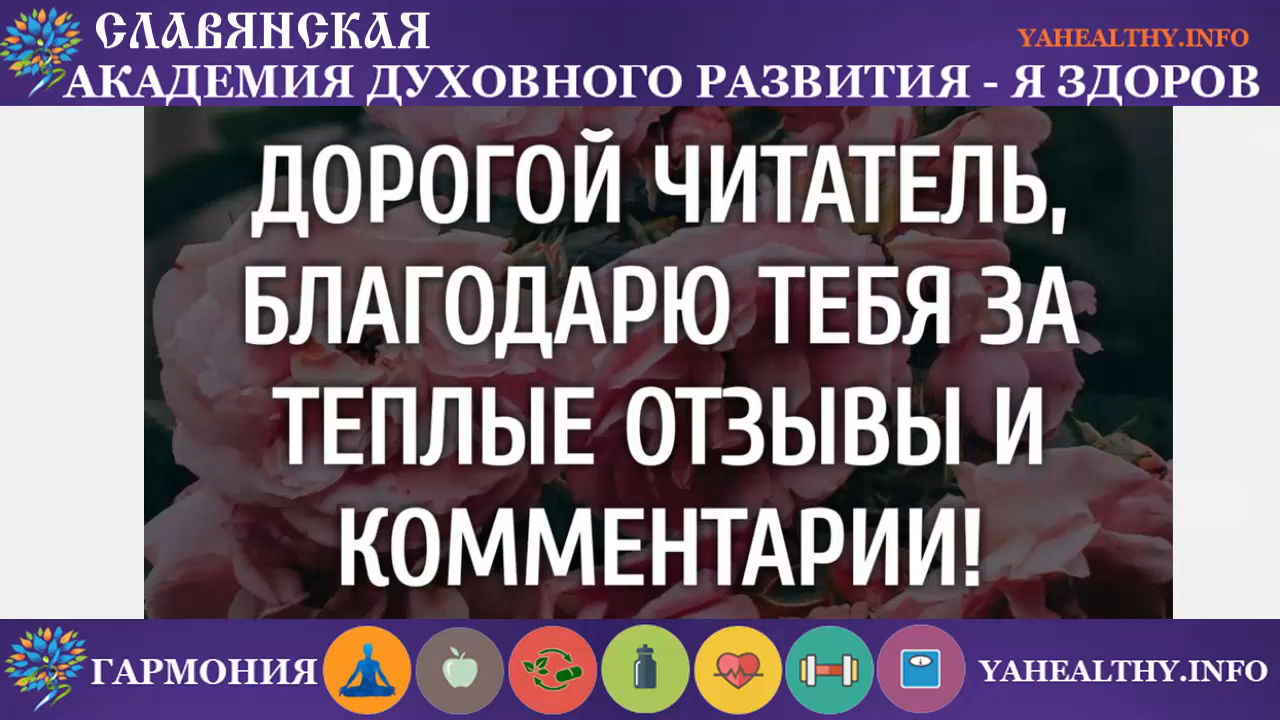 СЛАВЯНСКАЯ
YAHEALTHY.INFO
АКАДЕМИЯ ДУХОВНОГО РАЗВИТИЯ - Я ЗДОРОВ
ДОРОГОЙ ЧИТАТЕЛЬ,
БЛАГОДАРЮ ТЕБЯ ЗА
ТЕПЛЫЕ ОТЗЫВЫ И
КОММЕНТАРИИ!
ГАРМОНИЯ
YAHEALTHY.INFO